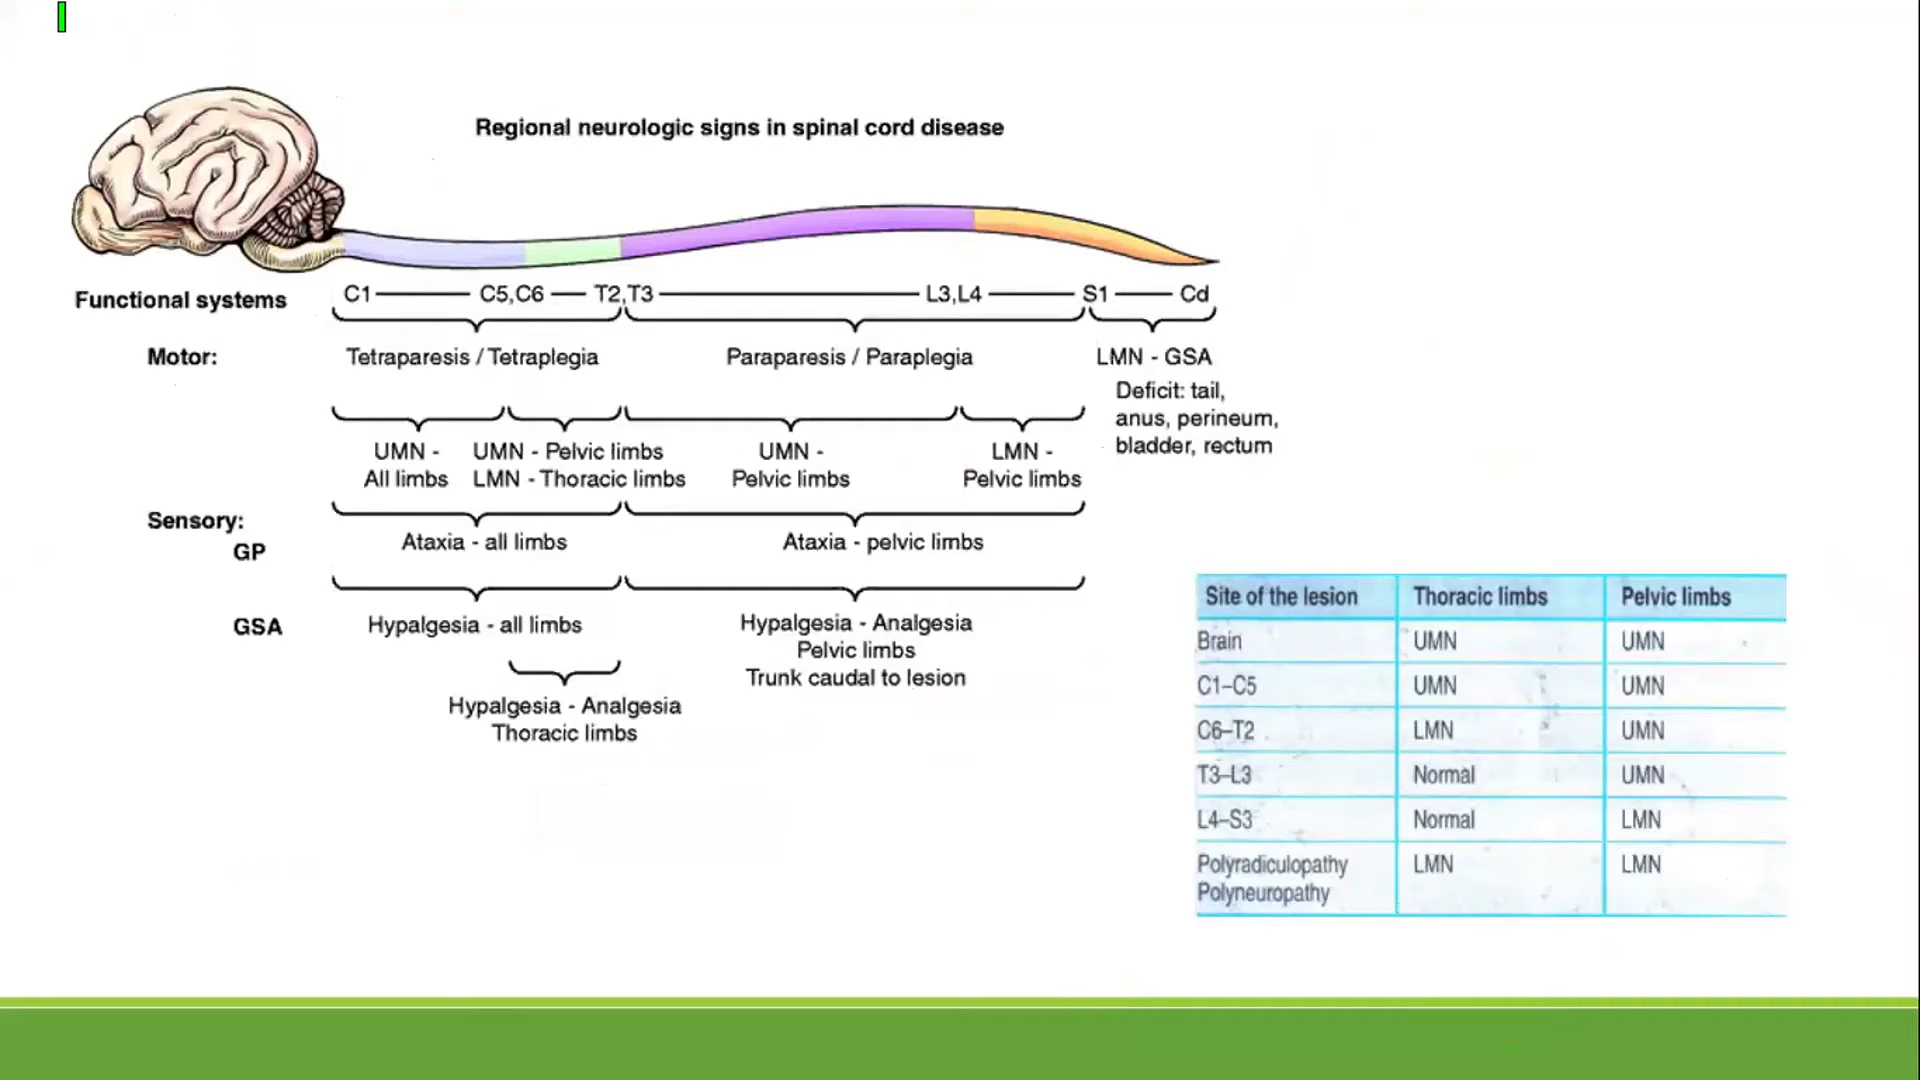 Regional neurologic signs in spinal cord disease
Functional systems
C1 C5,C6 T2,T3 L3,L4 S1 Cd
Motor: Tetraparesis / Tetraplegia Paraparesis / Paraplegia LMN - GSA
Deficit: tail,
anus, perineum,
bladder, rectum
UMN - UMN - Pelvic limbs UMN - LMN -
All limbs LMN - Thoracic limbs Pelvic limbs Pelvic limbs
Sensory:
GP Ataxia - all limbs Ataxia - pelvic limbs
GSA Hypalgesia - all limbs Hypalgesia - Analgesia
Pelvic limbs
Trunk caudal to lesion
Hypalgesia - Analgesia
Thoracic limbs
Site of the lesion Thoracic limbs Pelvic limbs
Brain UMN UMN
C1–C5 UMN UMN
C6–T2 LMN UMN
T3–L3 Normal UMN
L4–S3 Normal LMN
Polyradiculopathy LMN LMN
Polyneuropathy